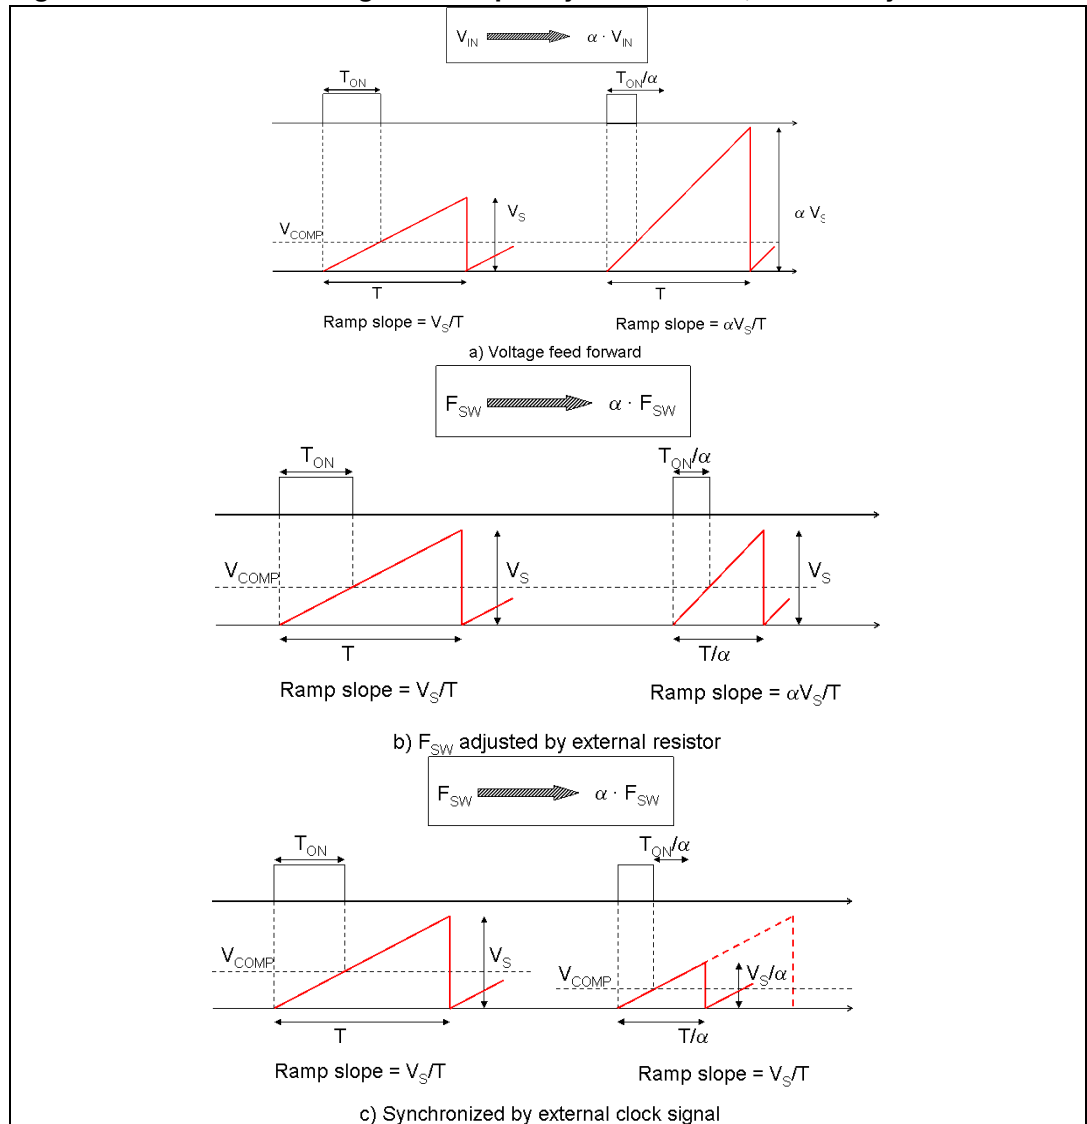 V_IN α · V_IN
T_ON T_ON/α
V_S α V_S
V_COMP
T T
Ramp slope = V_S/T Ramp slope = αV_S/T
a) Voltage feed forward
F_SW α · F_SW
T_ON T_ON/α
V_COMP V_S V_S
T T/α
Ramp slope = V_S/T Ramp slope = αV_S/T
b) F_SW adjusted by external resistor
F_SW α · F_SW
T_ON T_ON/α
V_COMP V_S V_COMP V_S/α
T T/α
Ramp slope = V_S/T Ramp slope = V_S/T
c) Synchronized by external clock signal